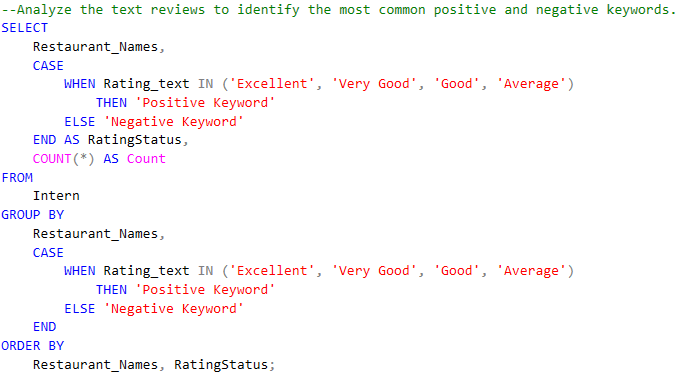 --Analyze the text reviews to identify the most common positive and negative keywords.
SELECT
    Restaurant_Names,
    CASE
        WHEN Rating_text IN ('Excellent', 'Very Good', 'Good', 'Average')
            THEN 'Positive Keyword'
        ELSE 'Negative Keyword'
    END AS RatingStatus,
    COUNT(*) AS Count
FROM
    Intern
GROUP BY
    Restaurant_Names,
    CASE
        WHEN Rating_text IN ('Excellent', 'Very Good', 'Good', 'Average')
            THEN 'Positive Keyword'
        ELSE 'Negative Keyword'
    END
ORDER BY
    Restaurant_Names, RatingStatus;